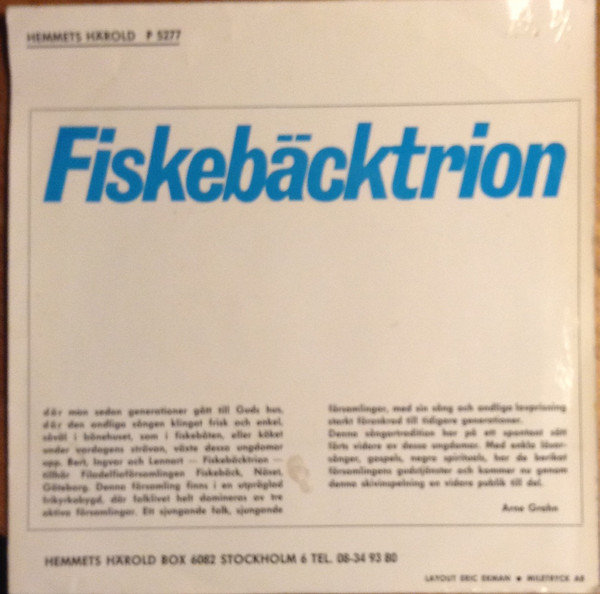 HEMMETS HÄROLD P 5277
Fiskebäcktrion
där man sedan generationer gått till Guds hus,
där den andliga sången klingat frisk och enkel,
såväl i bönehuset, som i fiskebåten, eller köket
under vardagens strävan, växte dessa ungdomar
upp. Bert, Ingvar och Lennart — Fiskebäcktrion —
tillhör Filadelfiaförsamlingen Fiskebäck, Näset,
Göteborg. Denna församling finns i en utpräglad
frikyrkobygd, där folklivet helt domineras av tre
aktiva församlingar. Ett sjungande folk, sjungande
församlingar, med sin sång och andliga lovprisning
starkt förankrad till tidigare generationer.
Denna sångartradition har på ett spontant sätt
förts vidare av dessa ungdomar. Med enkla läsar-
sånger, gospels, negro spirituals, har de berikat
församlingens gudstjänster och kommer nu genom
denna skivinspelning en vidare publik till del.
Arne Grahn
HEMMETS HÄROLD BOX 6082 STOCKHOLM 6 TEL. 08-34 93 80
LAYOUT ERIC EKMAN ● MILETRYCK AB